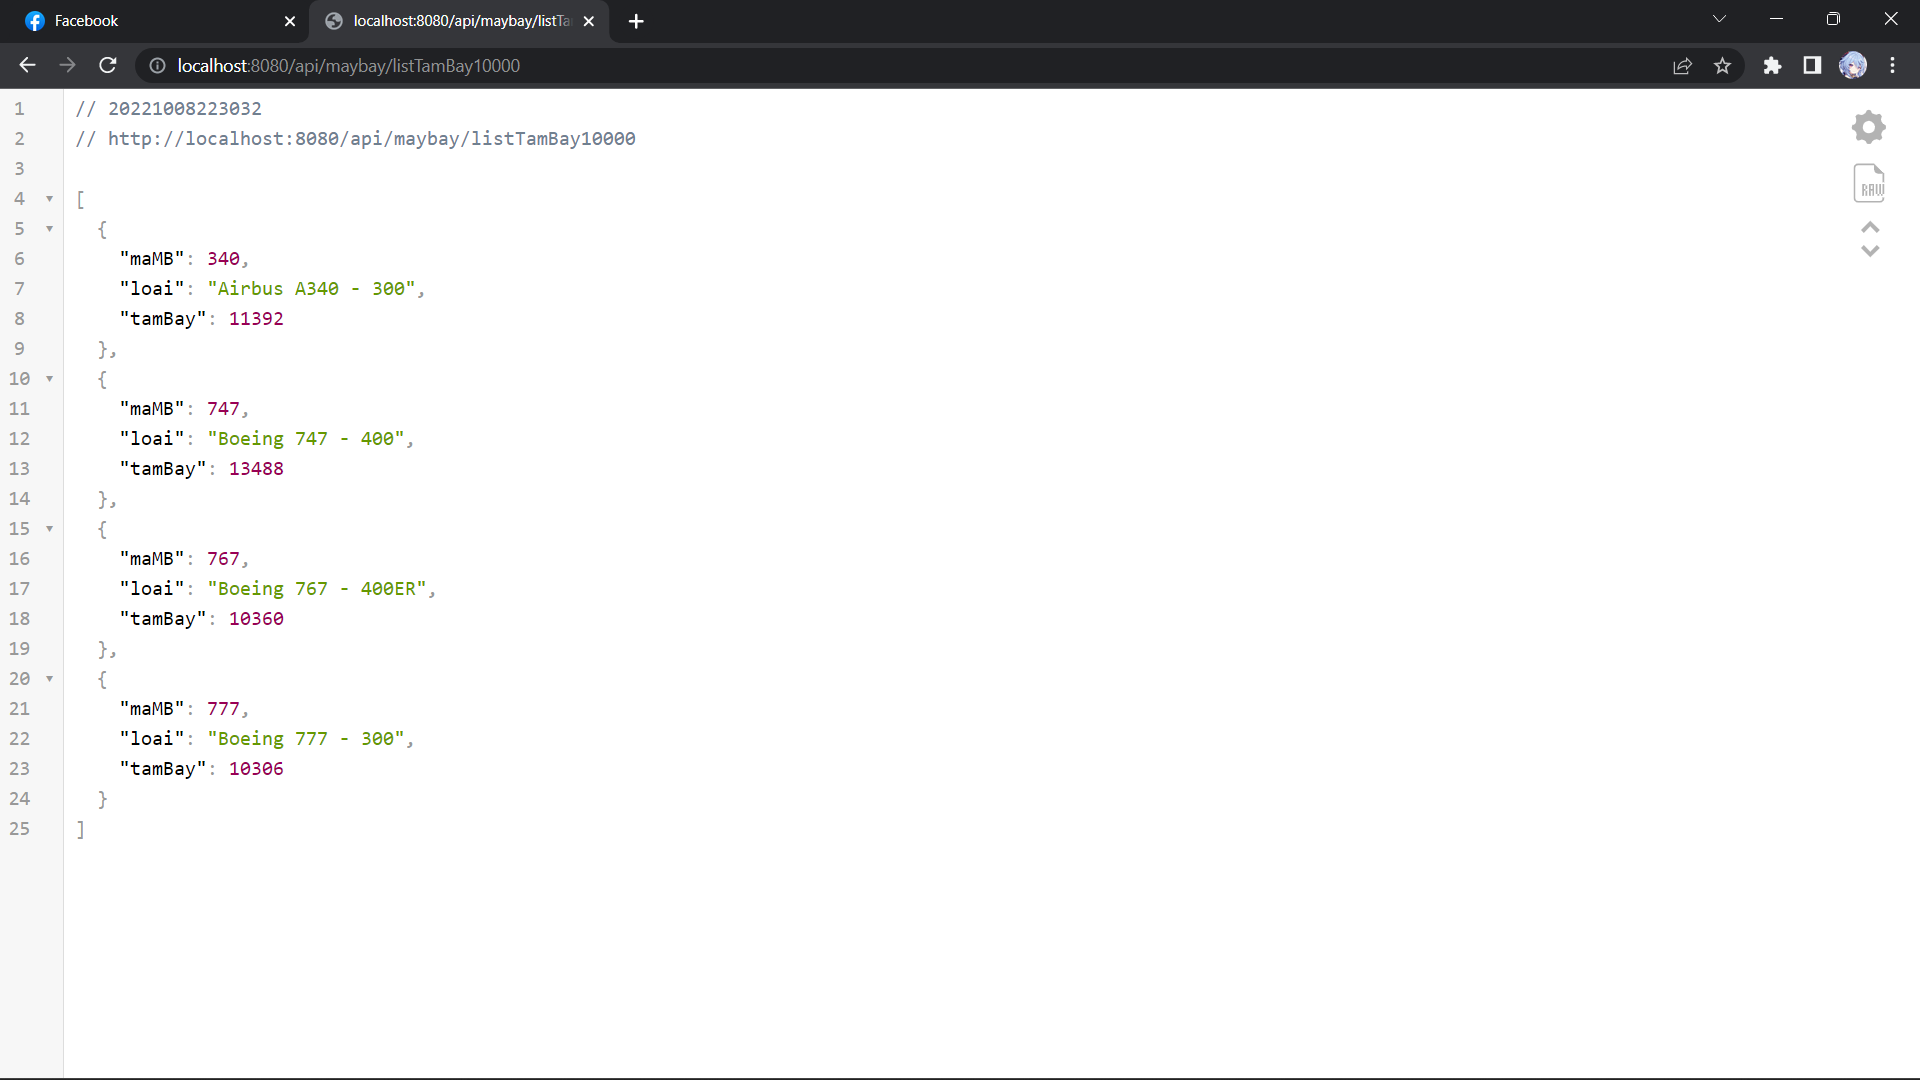 Facebook
localhost:8080/api/maybay/listTa
localhost:8080/api/maybay/listTamBay10000
1 // 20221008223032
2 // http://localhost:8080/api/maybay/listTamBay10000
3
4 [
5 {
6 "maMB": 340,
7 "loai": "Airbus A340 - 300",
8 "tamBay": 11392
9 },
10 {
11 "maMB": 747,
12 "loai": "Boeing 747 - 400",
13 "tamBay": 13488
14 },
15 {
16 "maMB": 767,
17 "loai": "Boeing 767 - 400ER",
18 "tamBay": 10360
19 },
20 {
21 "maMB": 777,
22 "loai": "Boeing 777 - 300",
23 "tamBay": 10306
24 }
25 ]
RAW